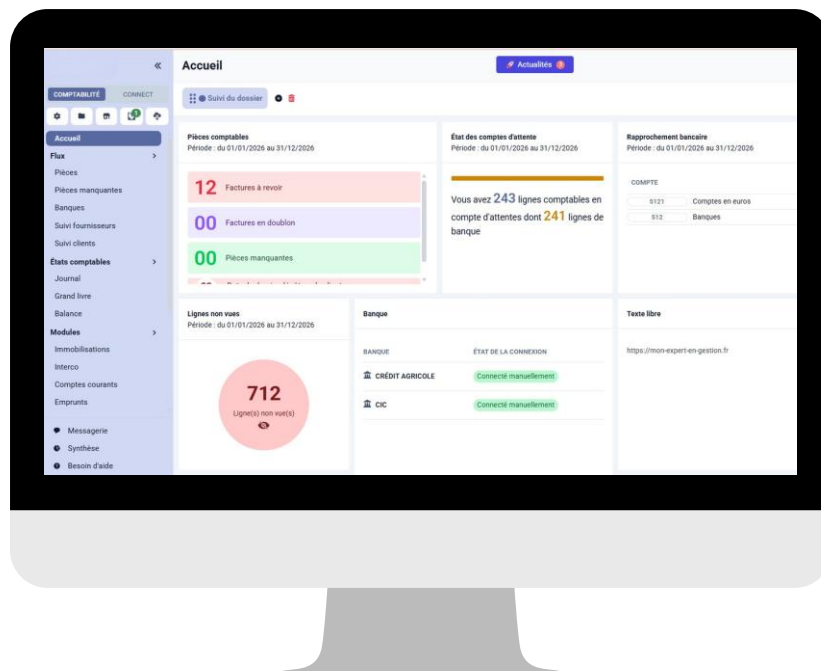 Accueil
Actualités
COMPTABILITÉ
CONNECT
Suivi du dossier
Accueil
Flux
Pièces
Pièces manquantes
Banques
Suivi fournisseurs
Suivi clients
États comptables
Journal
Grand livre
Balance
Modules
Immobilisations
Interco
Comptes courants
Emprunts
Messagerie
Synthèse
Besoin d'aide
Pièces comptables
Période : du 01/01/2026 au 31/12/2026
12 Factures à revoir
00 Factures en doublon
00 Pièces manquantes
État des comptes d'attente
Période : du 01/01/2026 au 31/12/2026
Vous avez 243 lignes comptables en
compte d'attentes dont 241 lignes de
banque
Rapprochement bancaire
Période : du 01/01/2026 au 31/12/2026
COMPTE
5121 Comptes en euros
512 Banques
Lignes non vues
Période : du 01/01/2026 au 31/12/2026
712
Ligne(s) non vue(s)
Banque
BANQUE ÉTAT DE LA CONNEXION
CRÉDIT AGRICOLE Connecté manuellement
CIC Connecté manuellement
Texte libre
https://mon-expert-en-gestion.fr